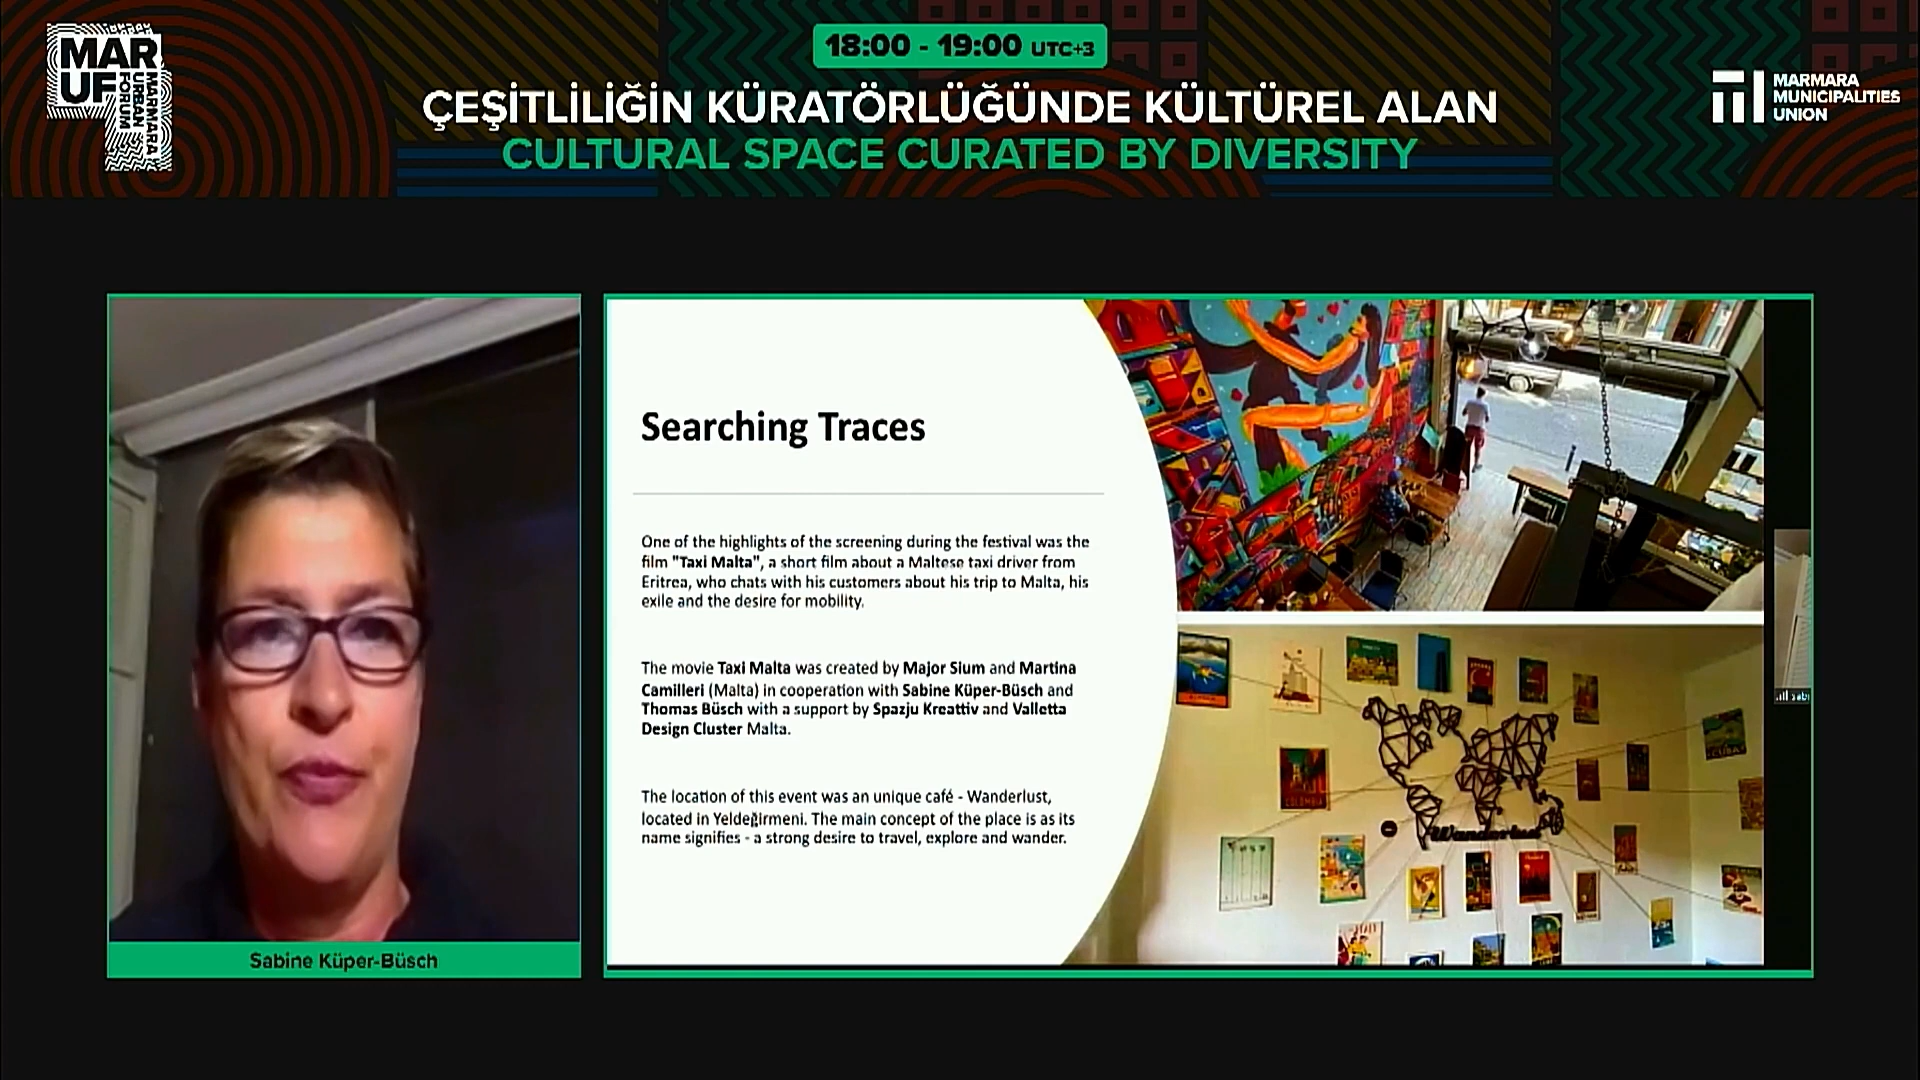 MAR
UF
MARMARA
URBAN
FORUM
18:00 - 19:00 UTC+3
ÇEŞİTLİLİĞİN KÜRATÖRLÜĞÜNDE KÜLTÜREL ALAN
CULTURAL SPACE CURATED BY DIVERSITY
MARMARA
MUNICIPALITIES
UNION
Sabine Küper-Büsch
Searching Traces
One of the highlights of the screening during the festival was the
film "Taxi Malta", a short film about a Maltese taxi driver from
Eritrea, who chats with his customers about his trip to Malta, his
exile and the desire for mobility.
The movie Taxi Malta was created by Major Sium and Martina
Camilleri (Malta) in cooperation with Sabine Küper-Büsch and
Thomas Büsch with a support by Spazju Kreattiv and Valletta
Design Cluster Malta.
The location of this event was an unique café - Wanderlust,
located in Yeldeğirmeni. The main concept of the place is as its
name signifies - a strong desire to travel, explore and wander.
COLOMBIA
CUBA
Wanderlust